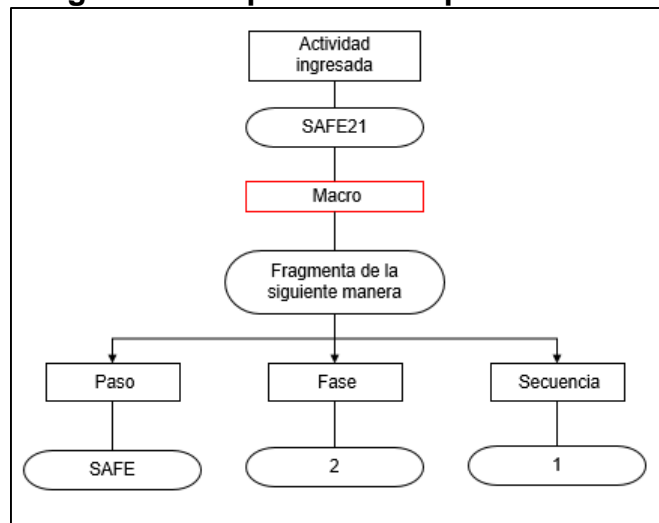 Actividad
ingresada
SAFE21
Macro
Fragmenta de la
siguiente manera
Paso
Fase
Secuencia
SAFE
2
1